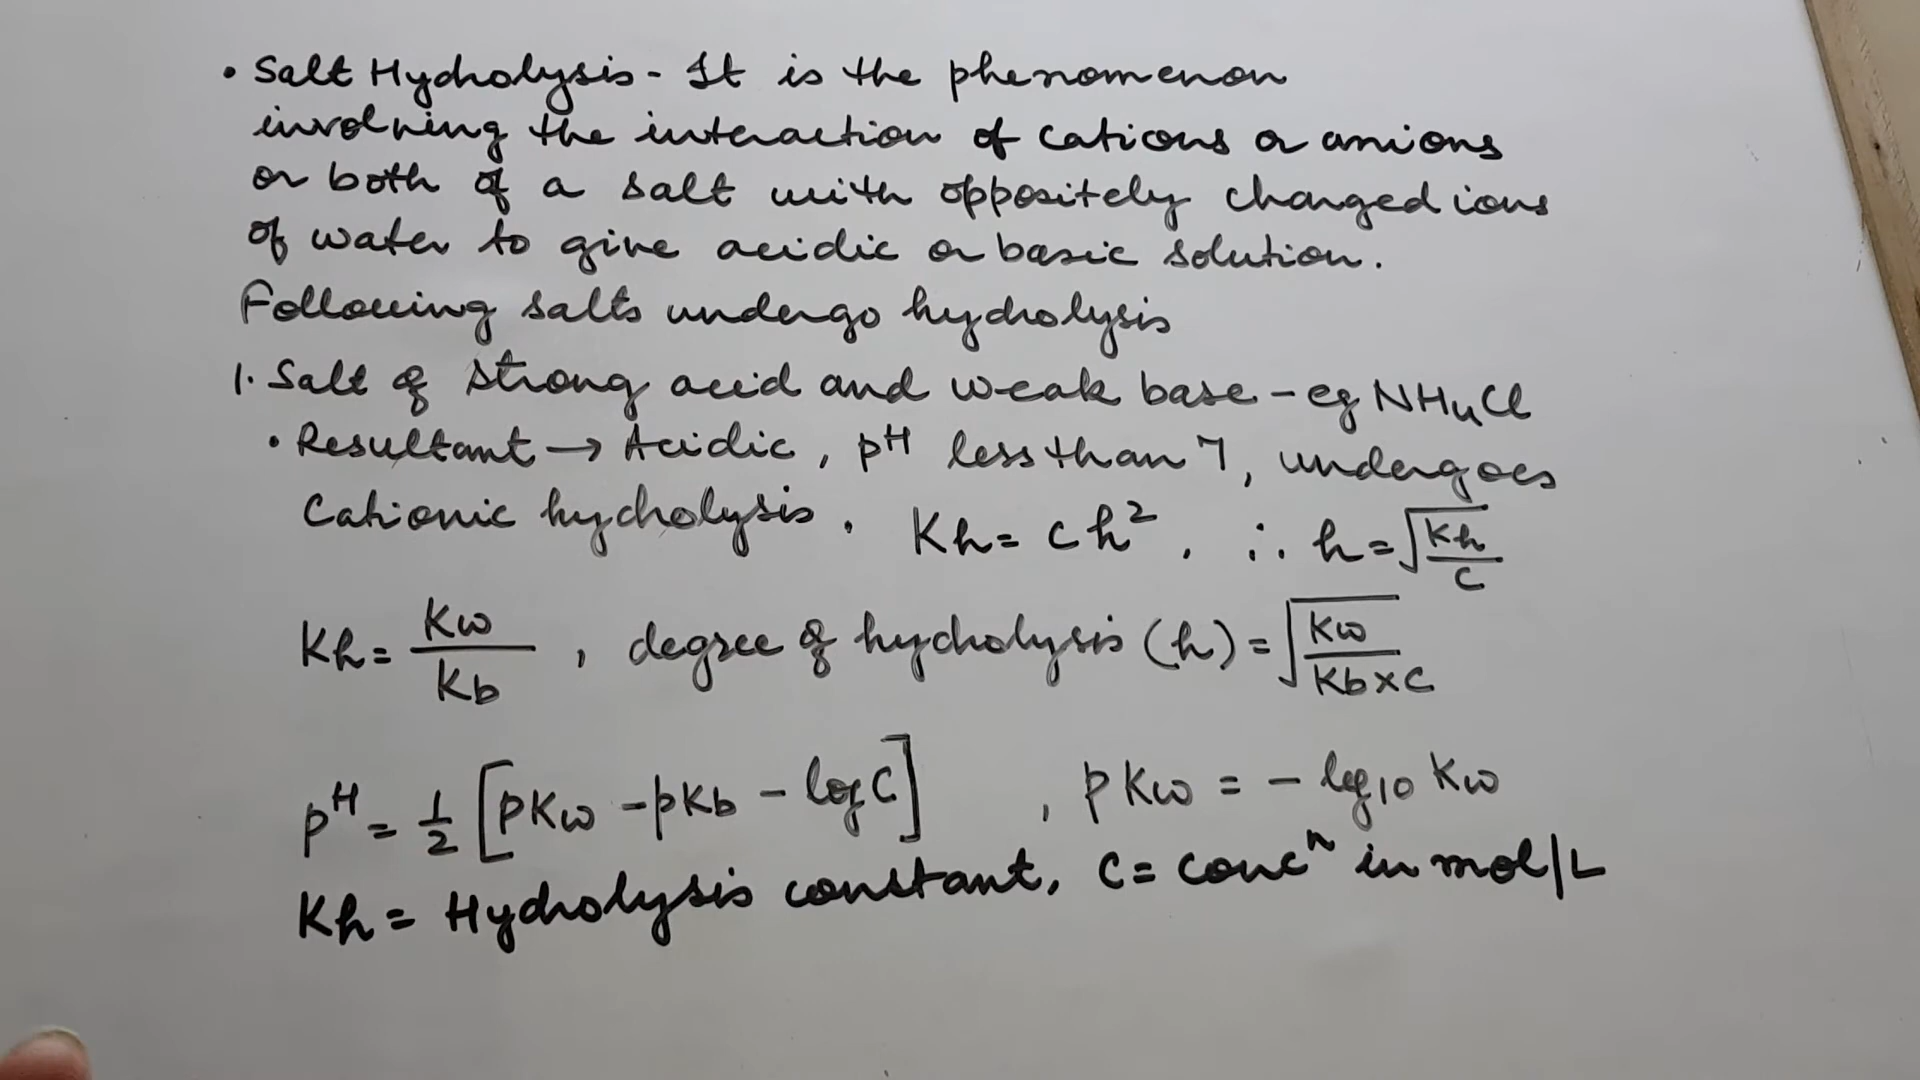 • Salt Hydrolysis - It is the phenomenon
involving the interaction of cations or anions
or both of a salt with oppositely charged ions
of water to give acidic or basic solution.
Following salts undergo hydrolysis
1. Salt of strong acid and weak base - eg NH₄Cl
• Resultant → Acidic, pH less than 7, undergoes
Cationic hydrolysis. Kh = ch², ∴ h = √(Kh/C)
Kh = Kw/Kb, degree of hydrolysis (h) = √(Kw/(Kb×C))
pH = 1/2 [pKw - pKb - log C], pKw = - log₁₀ Kw
Kh = Hydrolysis constant, C = concⁿ in mol/L